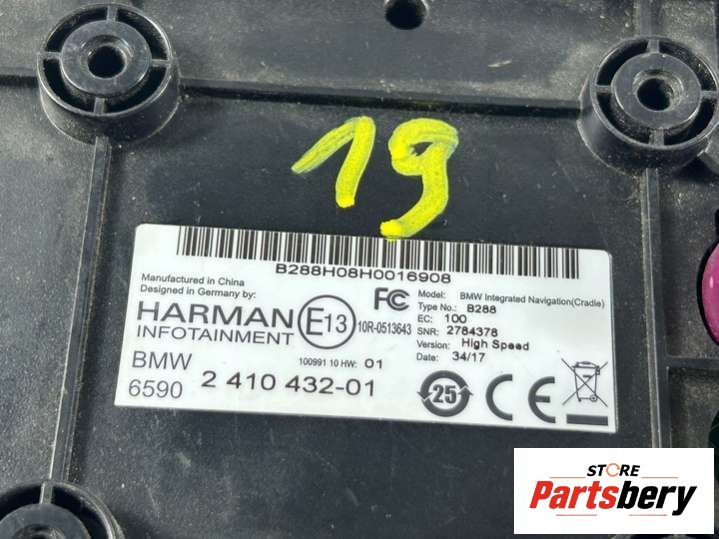 19
B288H08H0016908
Manufactured in China
Designed in Germany by:
HARMAN
INFOTAINMENT
E13
10R-0513643
FC
Model: BMW Integrated Navigation(Cradle)
Type No.: B288
EC: 100
SNR: 2784378
Version: High Speed
Date: 34/17
100991 10 HW: 01
BMW
6590 2 410 432-01
25
CE
STORE
Partsbery